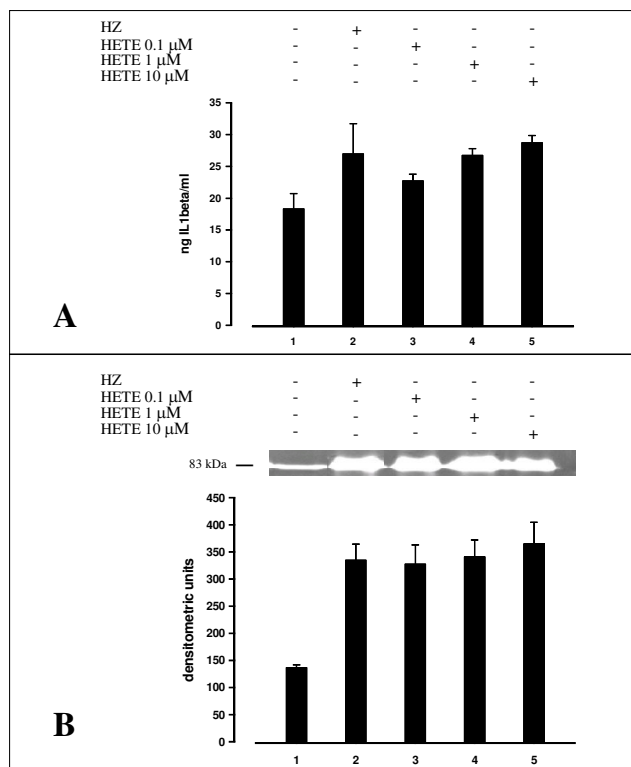 HZ - + - - -
HETE 0.1 µM - - + - -
HETE 1 µM - - - + -
HETE 10 µM - - - - +
35
30
25
20
15
10
5
0
ng IL1beta/ml
1 2 3 4 5
A
HZ - + - - -
HETE 0.1 µM - - + - -
HETE 1 µM - - - + -
HETE 10 µM - - - - +
83 kDa
450
400
350
300
250
200
150
100
50
0
densitometric units
1 2 3 4 5
B